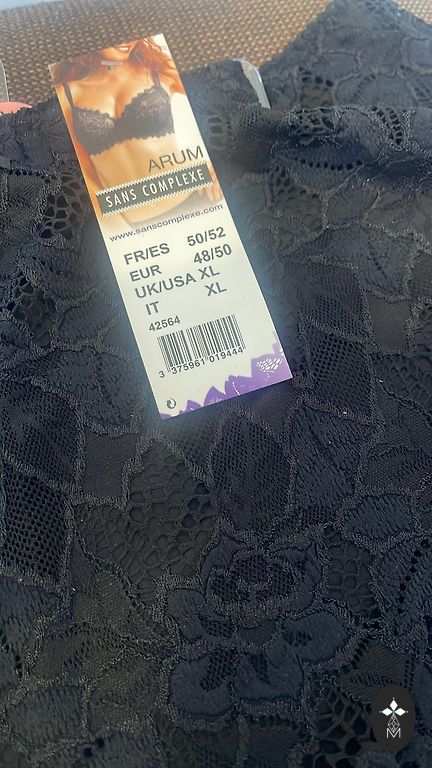 ARUM
SANS COMPLEXE
www.sanscomplexe.com
FR/ES 50/52
EUR 48/50
UK/USA XL
IT XL
42564
3 375961 019444
M